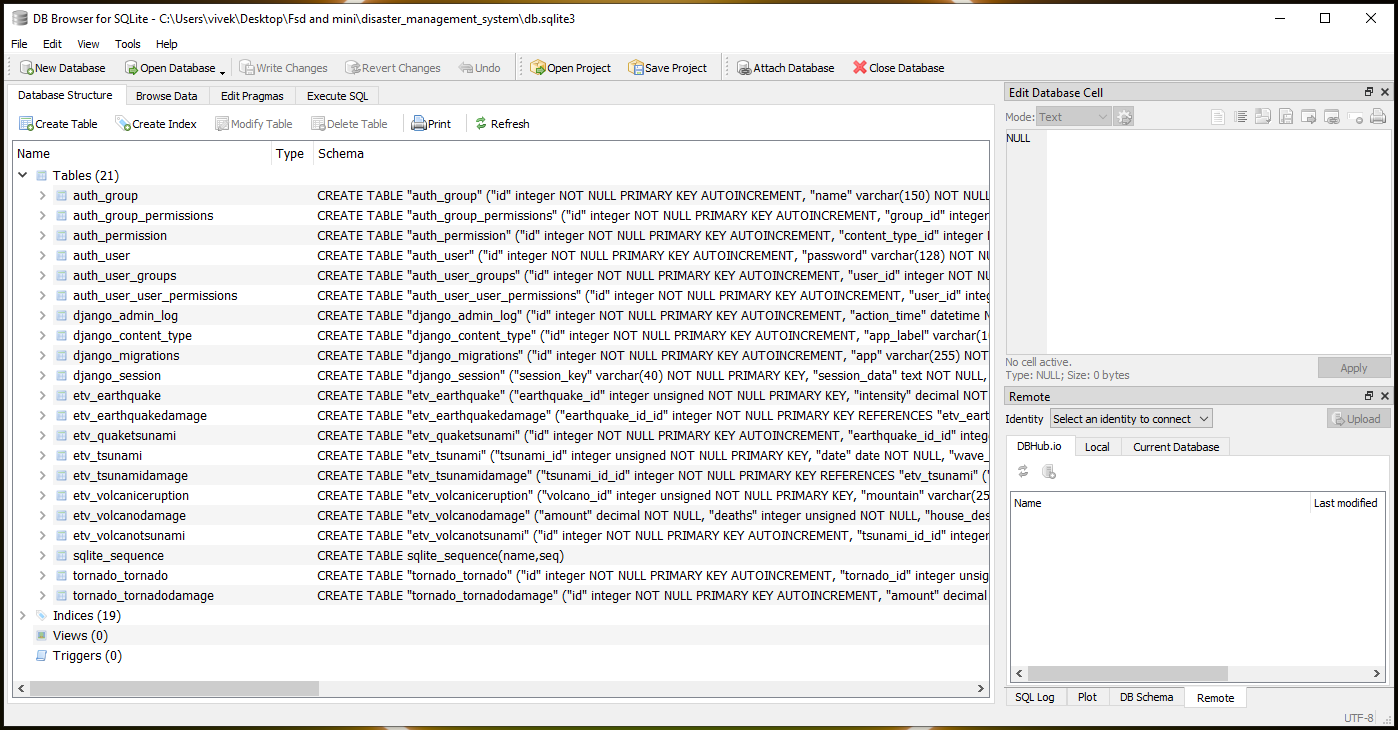 DB Browser for SQLite - C:\Users\vivek\Desktop\Fsd and mini\disaster_management_system\db.sqlite3
File Edit View Tools Help
New Database Open Database Write Changes Revert Changes Undo Open Project Save Project Attach Database Close Database
Database Structure Browse Data Edit Pragmas Execute SQL
Create Table Create Index Modify Table Delete Table Print Refresh
Name Type Schema
Tables (21)
auth_group CREATE TABLE "auth_group" ("id" integer NOT NULL PRIMARY KEY AUTOINCREMENT, "name" varchar(150) NOT NULL
auth_group_permissions CREATE TABLE "auth_group_permissions" ("id" integer NOT NULL PRIMARY KEY AUTOINCREMENT, "group_id" integer
auth_permission CREATE TABLE "auth_permission" ("id" integer NOT NULL PRIMARY KEY AUTOINCREMENT, "content_type_id" integer
auth_user CREATE TABLE "auth_user" ("id" integer NOT NULL PRIMARY KEY AUTOINCREMENT, "password" varchar(128) NOT
auth_user_groups CREATE TABLE "auth_user_groups" ("id" integer NOT NULL PRIMARY KEY AUTOINCREMENT, "user_id" integer NOT
auth_user_user_permissions CREATE TABLE "auth_user_user_permissions" ("id" integer NOT NULL PRIMARY KEY AUTOINCREMENT, "user_id"
django_admin_log CREATE TABLE "django_admin_log" ("id" integer NOT NULL PRIMARY KEY AUTOINCREMENT, "action_time" datetime
django_content_type CREATE TABLE "django_content_type" ("id" integer NOT NULL PRIMARY KEY AUTOINCREMENT, "app_label"
django_migrations CREATE TABLE "django_migrations" ("id" integer NOT NULL PRIMARY KEY AUTOINCREMENT, "app" varchar(255) NOT
django_session CREATE TABLE "django_session" ("session_key" varchar(40) NOT NULL PRIMARY KEY, "session_data" text NOT NULL,
etv_earthquake CREATE TABLE "etv_earthquake" ("earthquake_id" integer unsigned NOT NULL PRIMARY KEY, "intensity" decimal NOT
etv_earthquakedamage CREATE TABLE "etv_earthquakedamage" ("earthquake_id_id" integer NOT NULL PRIMARY KEY REFERENCES "etv_eart
etv_quaketsunami CREATE TABLE "etv_quaketsunami" ("id" integer NOT NULL PRIMARY KEY AUTOINCREMENT, "earthquake_id_id"
etv_tsunami CREATE TABLE "etv_tsunami" ("tsunami_id" integer unsigned NOT NULL PRIMARY KEY, "date" date NOT NULL, "wave_
etv_tsunamidamage CREATE TABLE "etv_tsunamidamage" ("tsunami_id_id" integer NOT NULL PRIMARY KEY REFERENCES "etv_tsunami" ("
etv_volcaniceruption CREATE TABLE "etv_volcaniceruption" ("volcano_id" integer unsigned NOT NULL PRIMARY KEY, "mountain" varchar(25
etv_volcanodamage CREATE TABLE "etv_volcanodamage" ("amount" decimal NOT NULL, "deaths" integer unsigned NOT NULL, "house_des
etv_volcanotsunami CREATE TABLE "etv_volcanotsunami" ("id" integer NOT NULL PRIMARY KEY AUTOINCREMENT, "tsunami_id_id" integer
sqlite_sequence CREATE TABLE sqlite_sequence(name,seq)
tornado_tornado CREATE TABLE "tornado_tornado" ("id" integer NOT NULL PRIMARY KEY AUTOINCREMENT, "tornado_id" integer
tornado_tornadodamage CREATE TABLE "tornado_tornadodamage" ("id" integer NOT NULL PRIMARY KEY AUTOINCREMENT, "amount" decimal
Indices (19)
Views (0)
Triggers (0)
Edit Database Cell
Mode: Text
NULL
No cell active.
Type: NULL; Size: 0 bytes
Apply
Remote
Identity Select an identity to connect Upload
DBHub.io Local Current Database
Name Last modified
SQL Log Plot DB Schema Remote
UTF-8